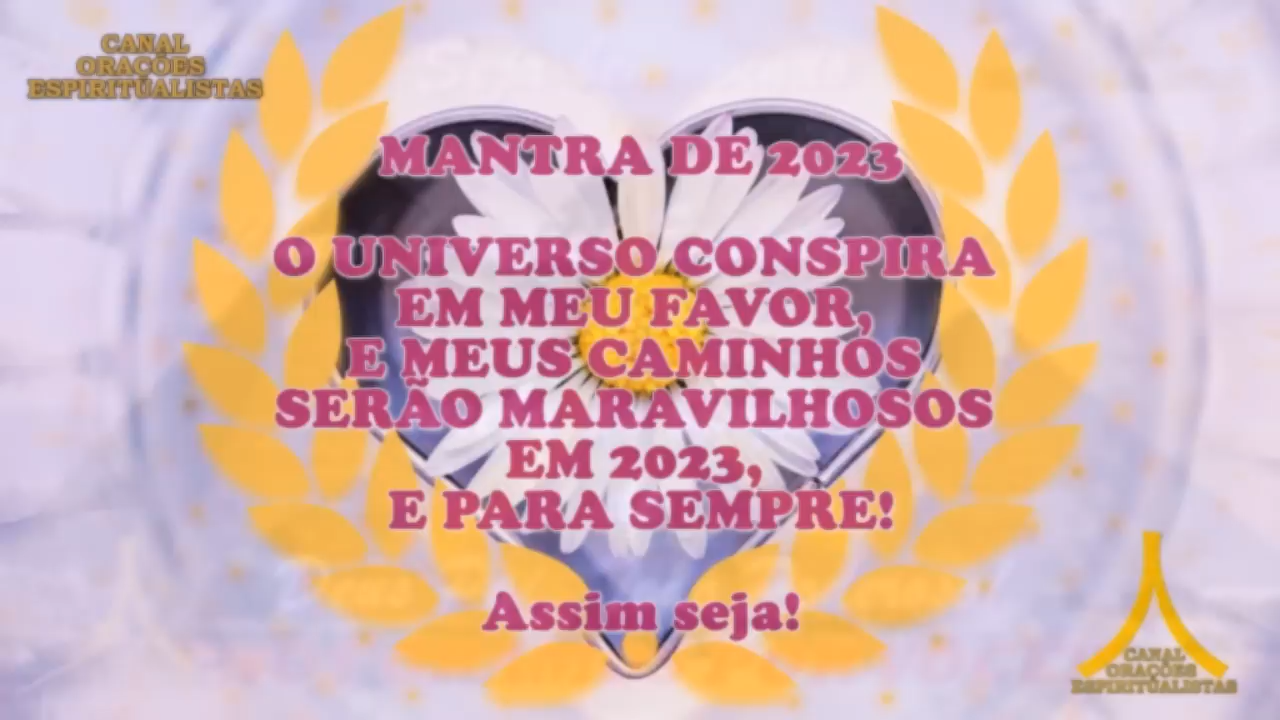 CANAL
ORAÇÕES
ESPIRITUALISTAS
MANTRA DE 2023
O UNIVERSO CONSPIRA
EM MEU FAVOR,
E MEUS CAMINHOS
SERÃO MARAVILHOSOS
EM 2023,
E PARA SEMPRE!
Assim seja!
CANAL
ORAÇÕES
ESPIRITUALISTAS